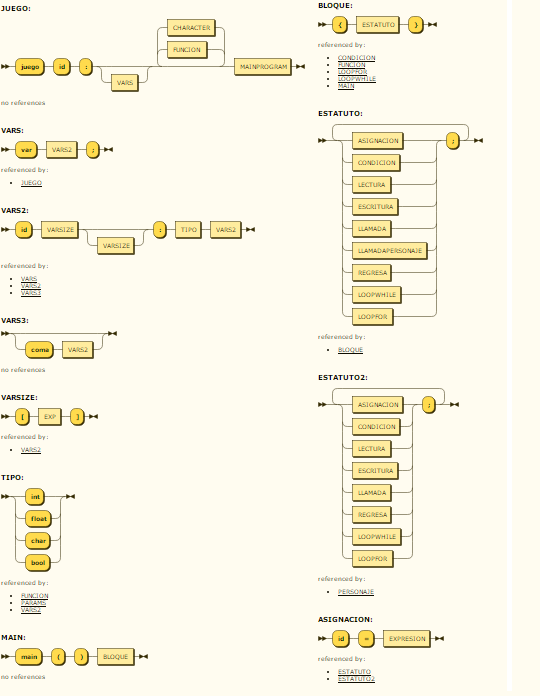 JUEGO:
CHARACTER
FUNCION
juego id : MAINPROGRAM
VARS
no references
VARS:
var VARS2 ;
referenced by:
JUEGO
VARS2:
id VARSIZE : TIPO VARS2
VARSIZE
referenced by:
VARS
VARS2
VARS3
VARS3:
coma VARS2
no references
VARSIZE:
[ EXP ]
referenced by:
VARS2
TIPO:
int
float
char
bool
referenced by:
FUNCION
PARAMS
VARS2
MAIN:
main ( ) BLOQUE
no references
BLOQUE:
{ ESTATUTO }
referenced by:
CONDICION
FUNCION
LOOPFOR
LOOPWHILE
MAIN
ESTATUTO:
ASIGNACION ;
CONDICION
LECTURA
ESCRITURA
LLAMADA
LLAMADAPERSONAJE
REGRESA
LOOPWHILE
LOOPFOR
referenced by:
BLOQUE
ESTATUTO2:
ASIGNACION ;
CONDICION
LECTURA
ESCRITURA
LLAMADA
REGRESA
LOOPWHILE
LOOPFOR
referenced by:
PERSONAJE
ASIGNACION:
id = EXPRESION
referenced by:
ESTATUTO
ESTATUTO2